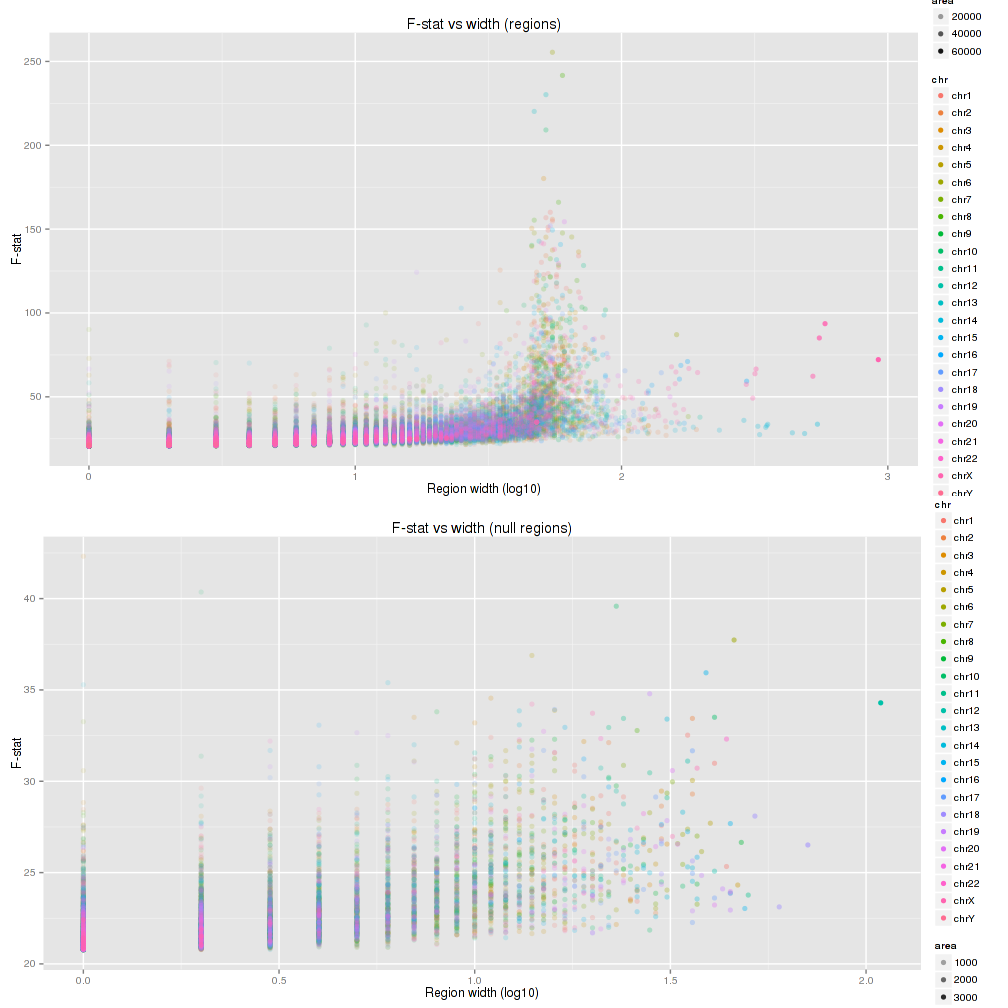 F-stat vs width (regions)
250
200
150
100
50
F-stat
0
1
2
3
Region width (log10)
area
20000
40000
60000
chr
chr1
chr2
chr3
chr4
chr5
chr6
chr7
chr8
chr9
chr10
chr11
chr12
chr13
chr14
chr15
chr16
chr17
chr18
chr19
chr20
chr21
chr22
chrX
chrY
F-stat vs width (null regions)
40
35
30
25
20
F-stat
0.0
0.5
1.0
1.5
2.0
Region width (log10)
chr
chr1
chr2
chr3
chr4
chr5
chr6
chr7
chr8
chr9
chr10
chr11
chr12
chr13
chr14
chr15
chr16
chr17
chr18
chr19
chr20
chr21
chr22
chrX
chrY
area
1000
2000
3000